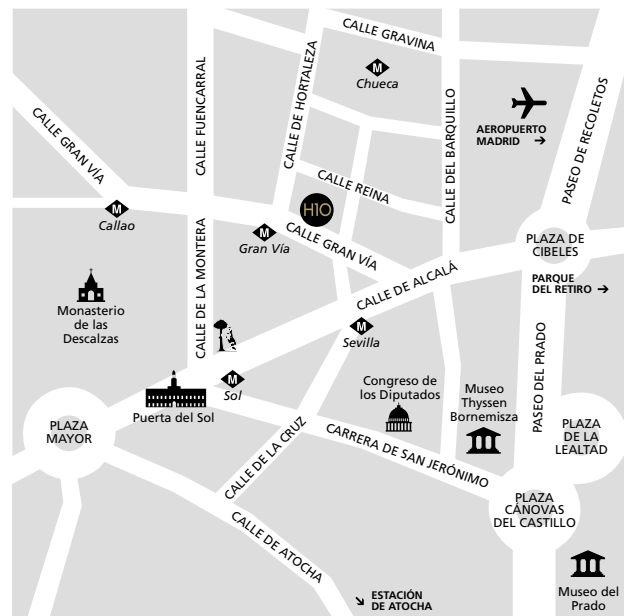 CALLE GRAVINA
M
Chueca
CALLE FUENCARRAL
CALLE DE HORTALEZA
CALLE DEL BARQUILLO
AEROPUERTO
MADRID →
PASEO DE RECOLETOS
CALLE GRAN VÍA
CALLE REINA
M
Callao
H10
M
Gran Vía
CALLE GRAN VÍA
CALLE DE LA MONTERA
PLAZA DE
CIBELES
CALLE DE ALCALÁ
PARQUE
DEL RETIRO →
Monasterio
de las
Descalzas
M
Sevilla
M
Sol
Puerta del Sol
Congreso de
los Diputados
Museo
Thyssen
Bornemisza
PASEO DEL PRADO
PLAZA
DE LA
LEALTAD
PLAZA
MAYOR
CALLE DE LA CRUZ
CARRERA DE SAN JERÓNIMO
PLAZA
CÁNOVAS
DEL CASTILLO
CALLE DE ATOCHA
↘ ESTACIÓN
DE ATOCHA
Museo del
Prado